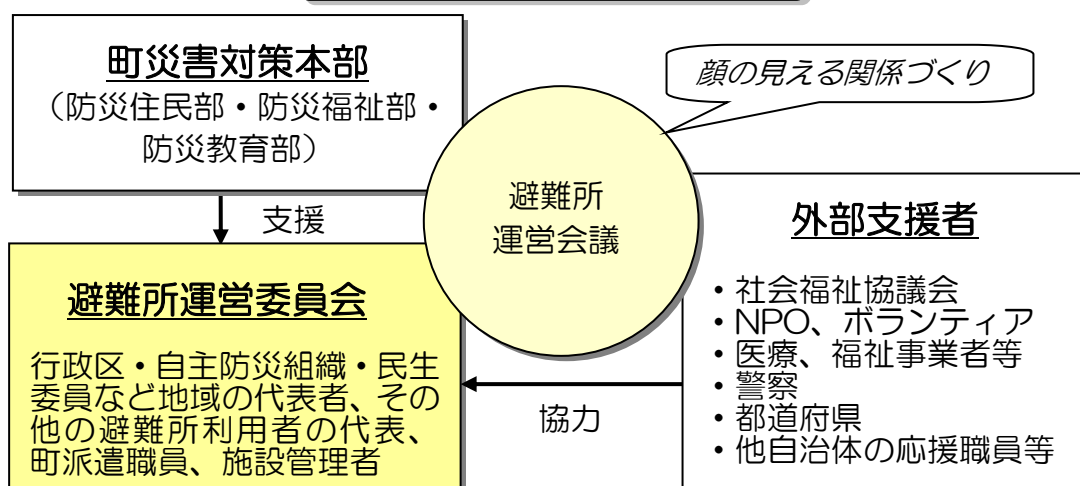 町災害対策本部
（防災住民部・防災福祉部・
防災教育部）
顔の見える関係づくり
避難所
運営会議
支援
外部支援者
・社会福祉協議会
・NPO、ボランティア
・医療、福祉事業者等
・警察
・都道府県
・他自治体の応援職員等
避難所運営委員会
行政区・自主防災組織・民生
委員など地域の代表者、その
他の避難所利用者の代表、
町派遣職員、施設管理者
協力